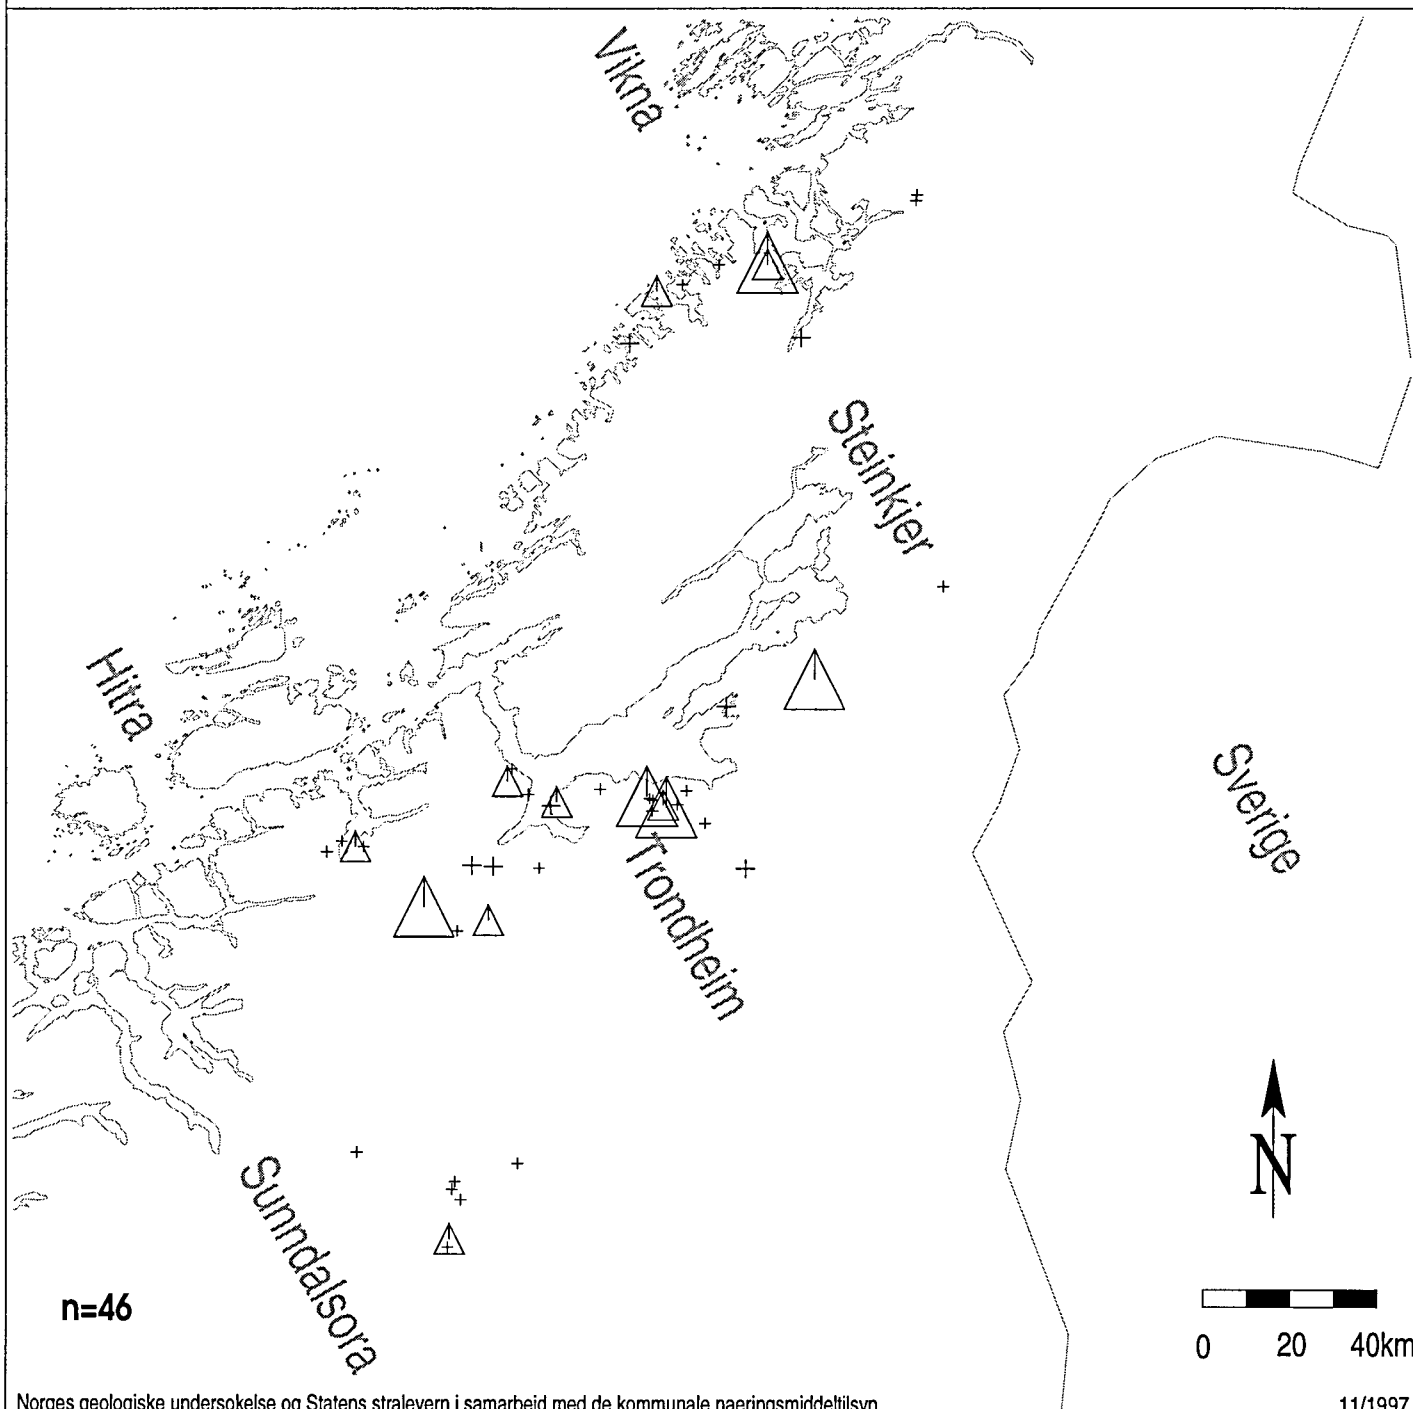 Vikna
Steinkjer
Hitra
Sverige
Trondheim
N
Sunndalsora
n=46
0 20 40km
Norges geologiske undersokelse og Statens stralevern i samarbeid med de kommunale naeringsmiddeltilsyn
11/1997